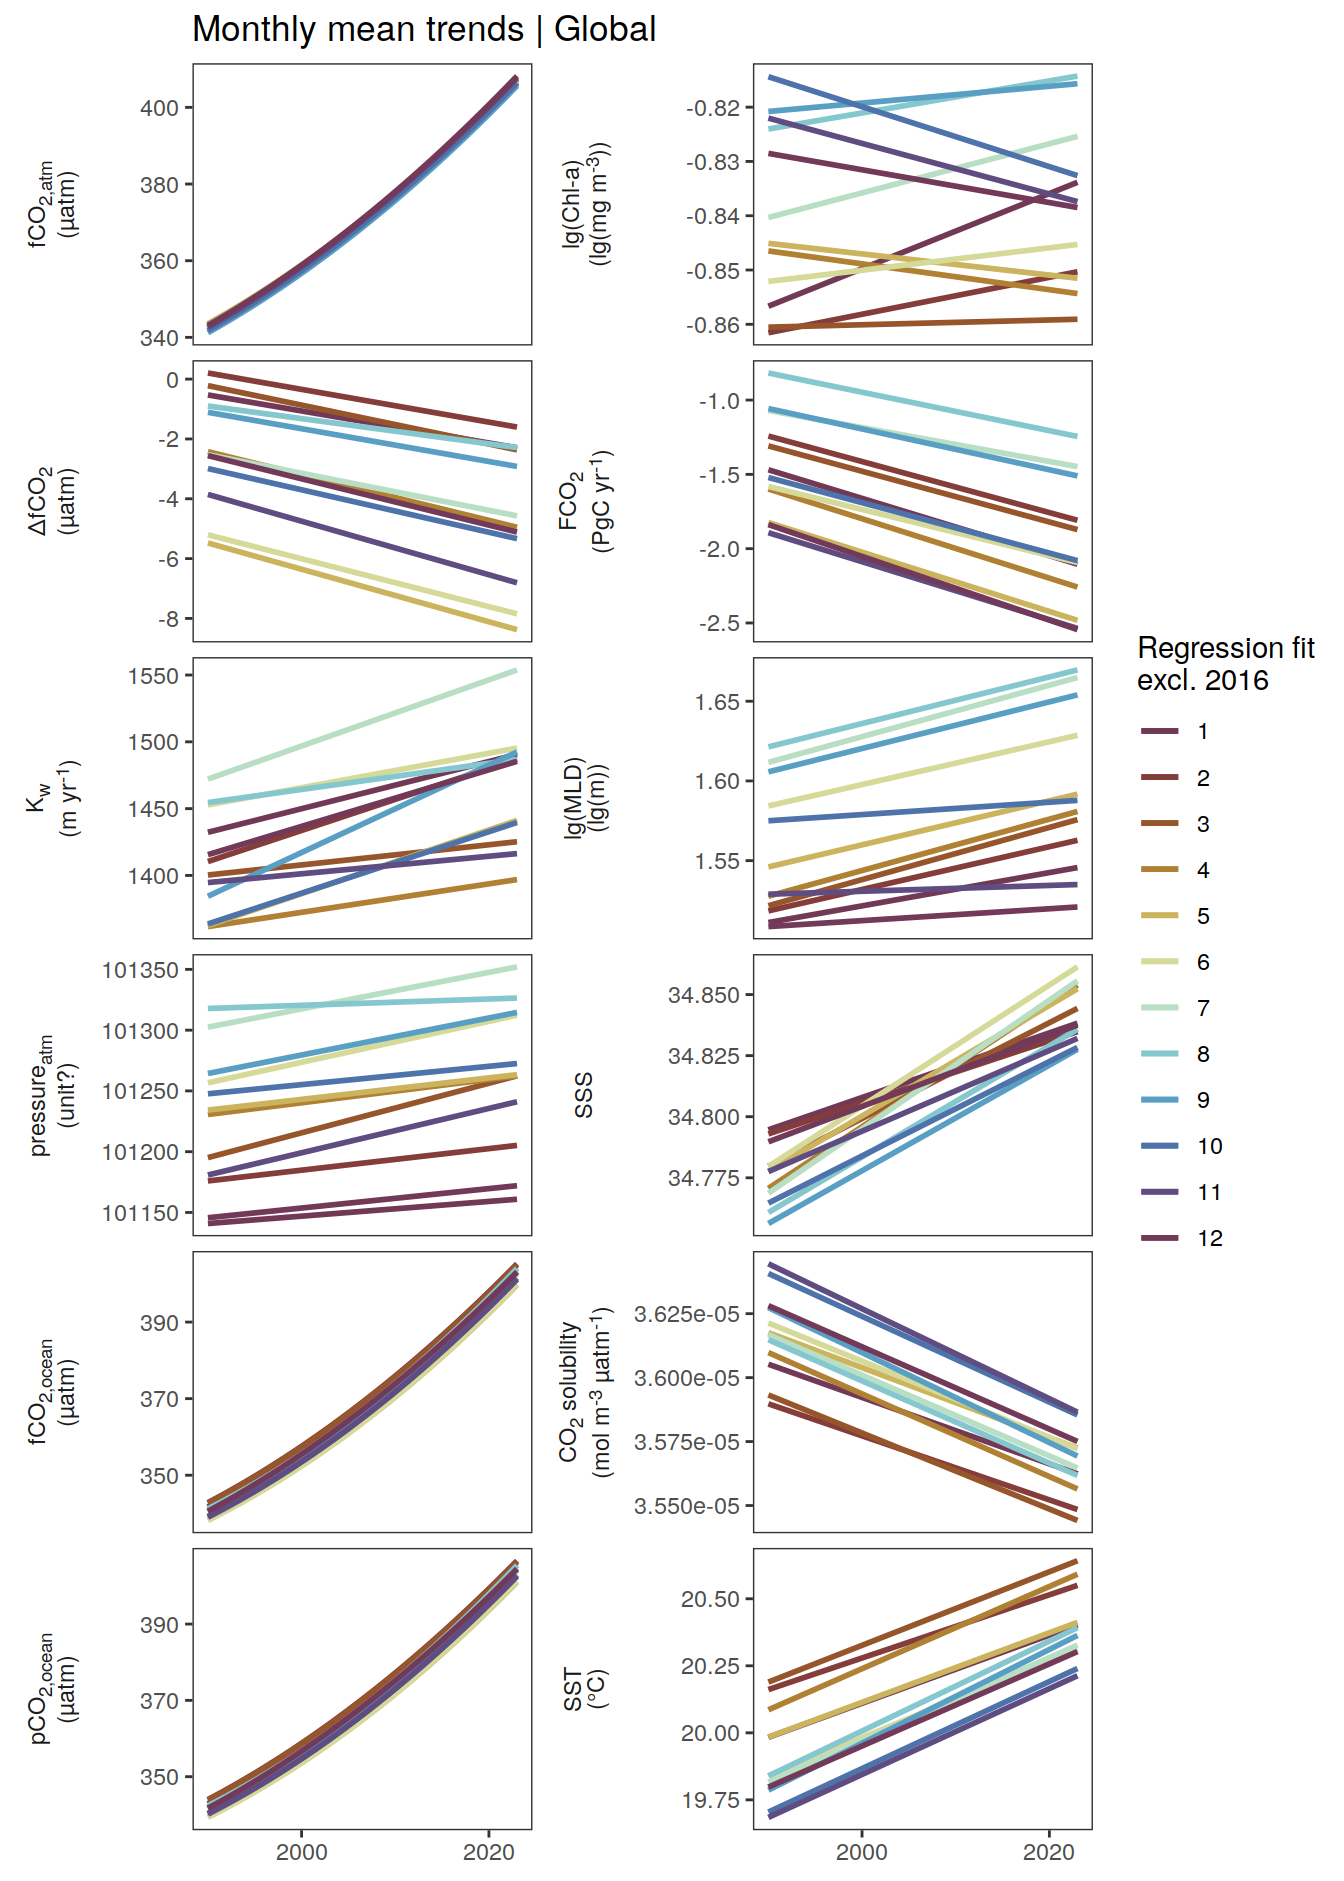 Monthly mean trends | Global
fCO2,atm
(µatm)
400
380
360
340
lg(Chl-a)
(lg(mg m-3))
-0.82
-0.83
-0.84
-0.85
-0.86
ΔfCO2
(µatm)
0
-2
-4
-6
-8
FCO2
(PgC yr-1)
-1.0
-1.5
-2.0
-2.5
Kw
(m yr-1)
1550
1500
1450
1400
lg(MLD)
(lg(m))
1.65
1.60
1.55
pressureatm
(unit?)
101350
101300
101250
101200
101150
SSS
34.850
34.825
34.800
34.775
fCO2,ocean
(µatm)
390
370
350
CO2 solubility
(mol m-3 µatm-1)
3.625e-05
3.600e-05
3.575e-05
3.550e-05
pCO2,ocean
(µatm)
390
370
350
SST
(°C)
20.50
20.25
20.00
19.75
2000 2020
2000 2020
Regression fit
excl. 2016
1
2
3
4
5
6
7
8
9
10
11
12